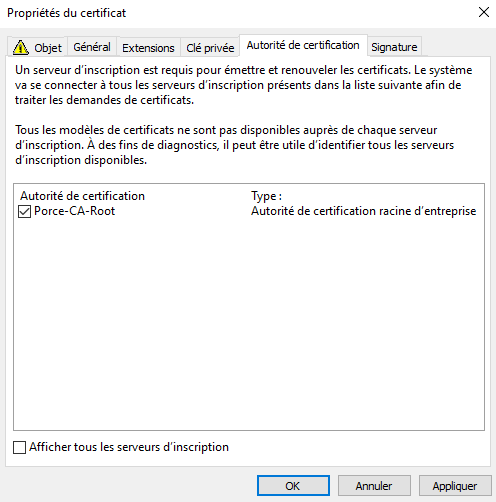 Propriétés du certificat
Objet Général Extensions Clé privée Autorité de certification Signature
Un serveur d’inscription est requis pour émettre et renouveler les certificats. Le système
va se connecter à tous les serveurs d’inscription présents dans la liste suivante afin de
traiter les demandes de certificats.
Tous les modèles de certificats ne sont pas disponibles auprès de chaque serveur
d’inscription. À des fins de diagnostics, il peut être utile d’identifier tous les serveurs
d’inscription disponibles.
Autorité de certification Type :
Porce-CA-Root Autorité de certification racine d’entreprise
Afficher tous les serveurs d’inscription
OK Annuler Appliquer